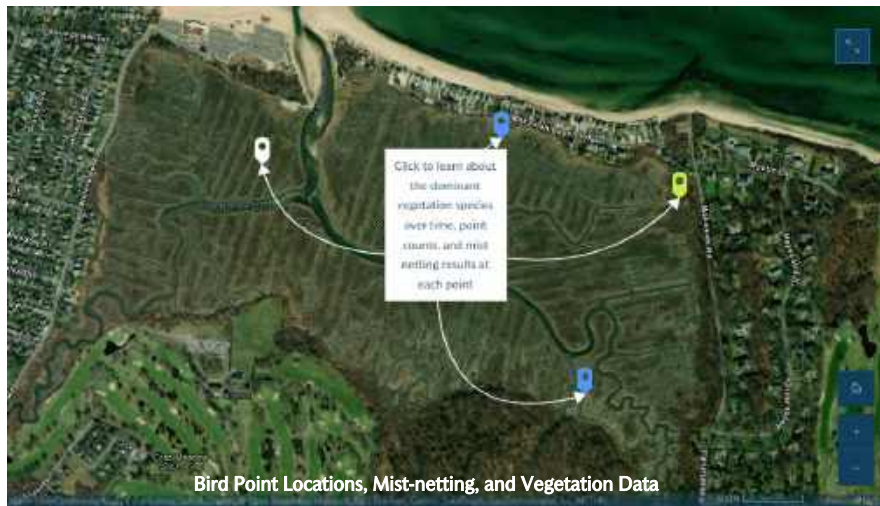 Click to learn about
the dominant
vegetation species
over time, point
counts, and mist
netting results at
each point
Bird Point Locations, Mist-netting, and Vegetation Data